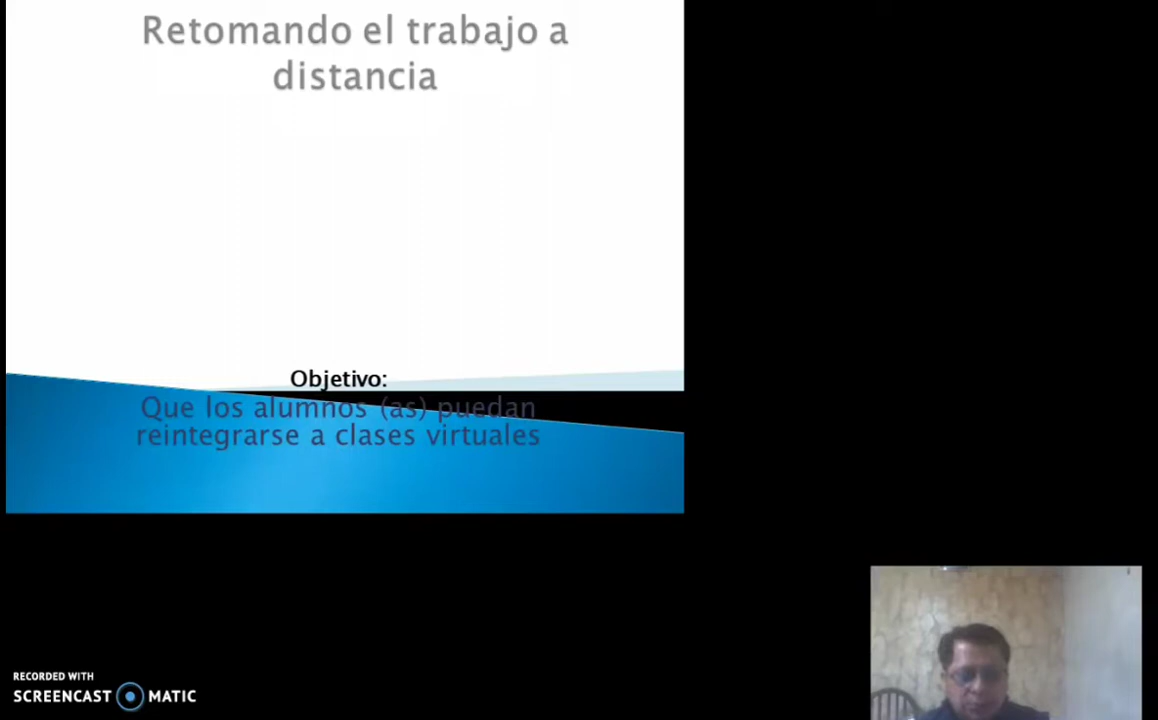 Retomando el trabajo a
distancia
Objetivo:
Que los alumnos (as) puedan
reintegrarse a clases virtuales
RECORDED WITH
SCREENCAST MATIC